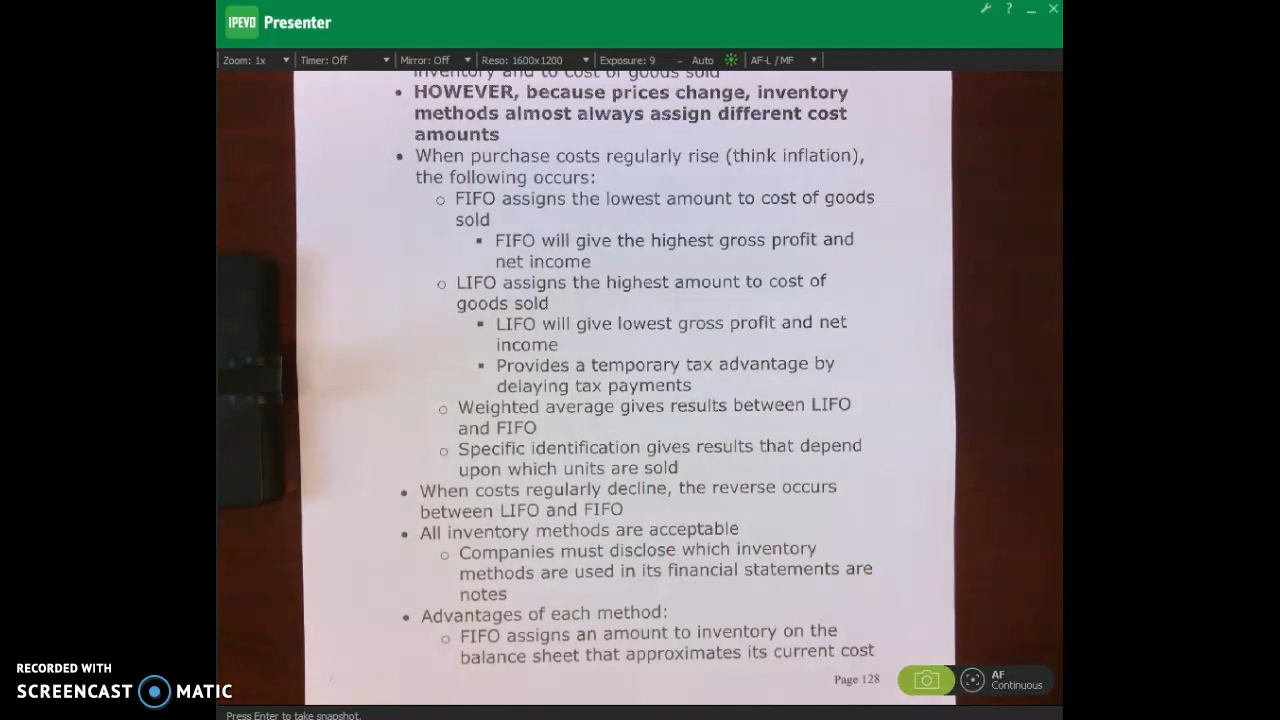 IPEVO Presenter
Zoom: 1x Timer: Off Mirror: Off Reso: 1600x1200 Exposure: 9 - Auto AF-L / MF
inventory and to cost of goods sold
• HOWEVER, because prices change, inventory
methods almost always assign different cost
amounts
• When purchase costs regularly rise (think inflation),
the following occurs:
o FIFO assigns the lowest amount to cost of goods
sold
▪ FIFO will give the highest gross profit and
net income
o LIFO assigns the highest amount to cost of
goods sold
▪ LIFO will give lowest gross profit and net
income
▪ Provides a temporary tax advantage by
delaying tax payments
o Weighted average gives results between LIFO
and FIFO
o Specific identification gives results that depend
upon which units are sold
• When costs regularly decline, the reverse occurs
between LIFO and FIFO
• All inventory methods are acceptable
o Companies must disclose which inventory
methods are used in its financial statements are
notes
• Advantages of each method:
o FIFO assigns an amount to inventory on the
balance sheet that approximates its current cost
Page 128
AF
Continuous
RECORDED WITH
SCREENCAST MATIC
Press Enter to take snapshot.